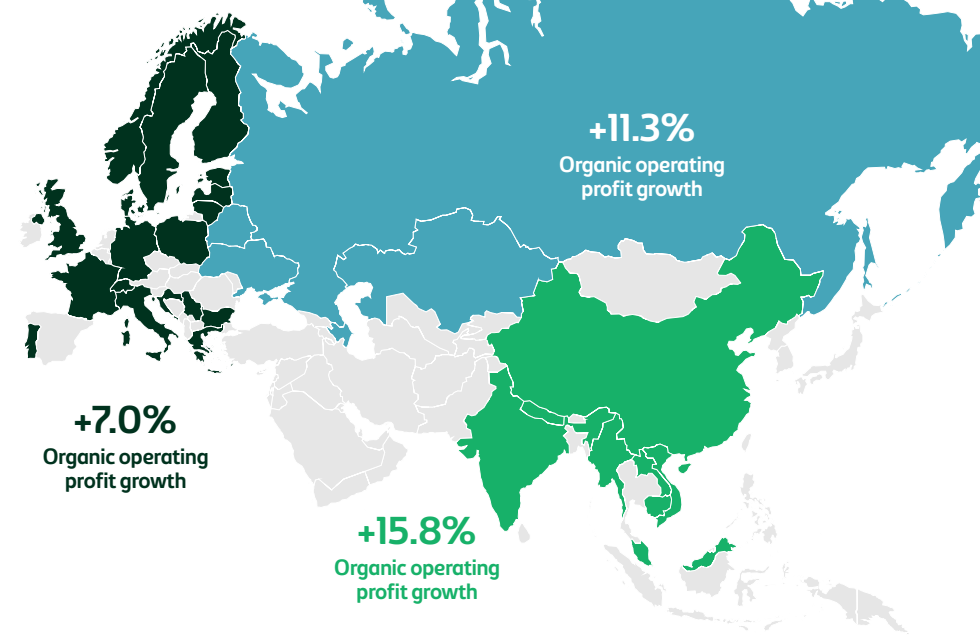 +11.3%
Organic operating
profit growth
+7.0%
Organic operating
profit growth
+15.8%
Organic operating
profit growth